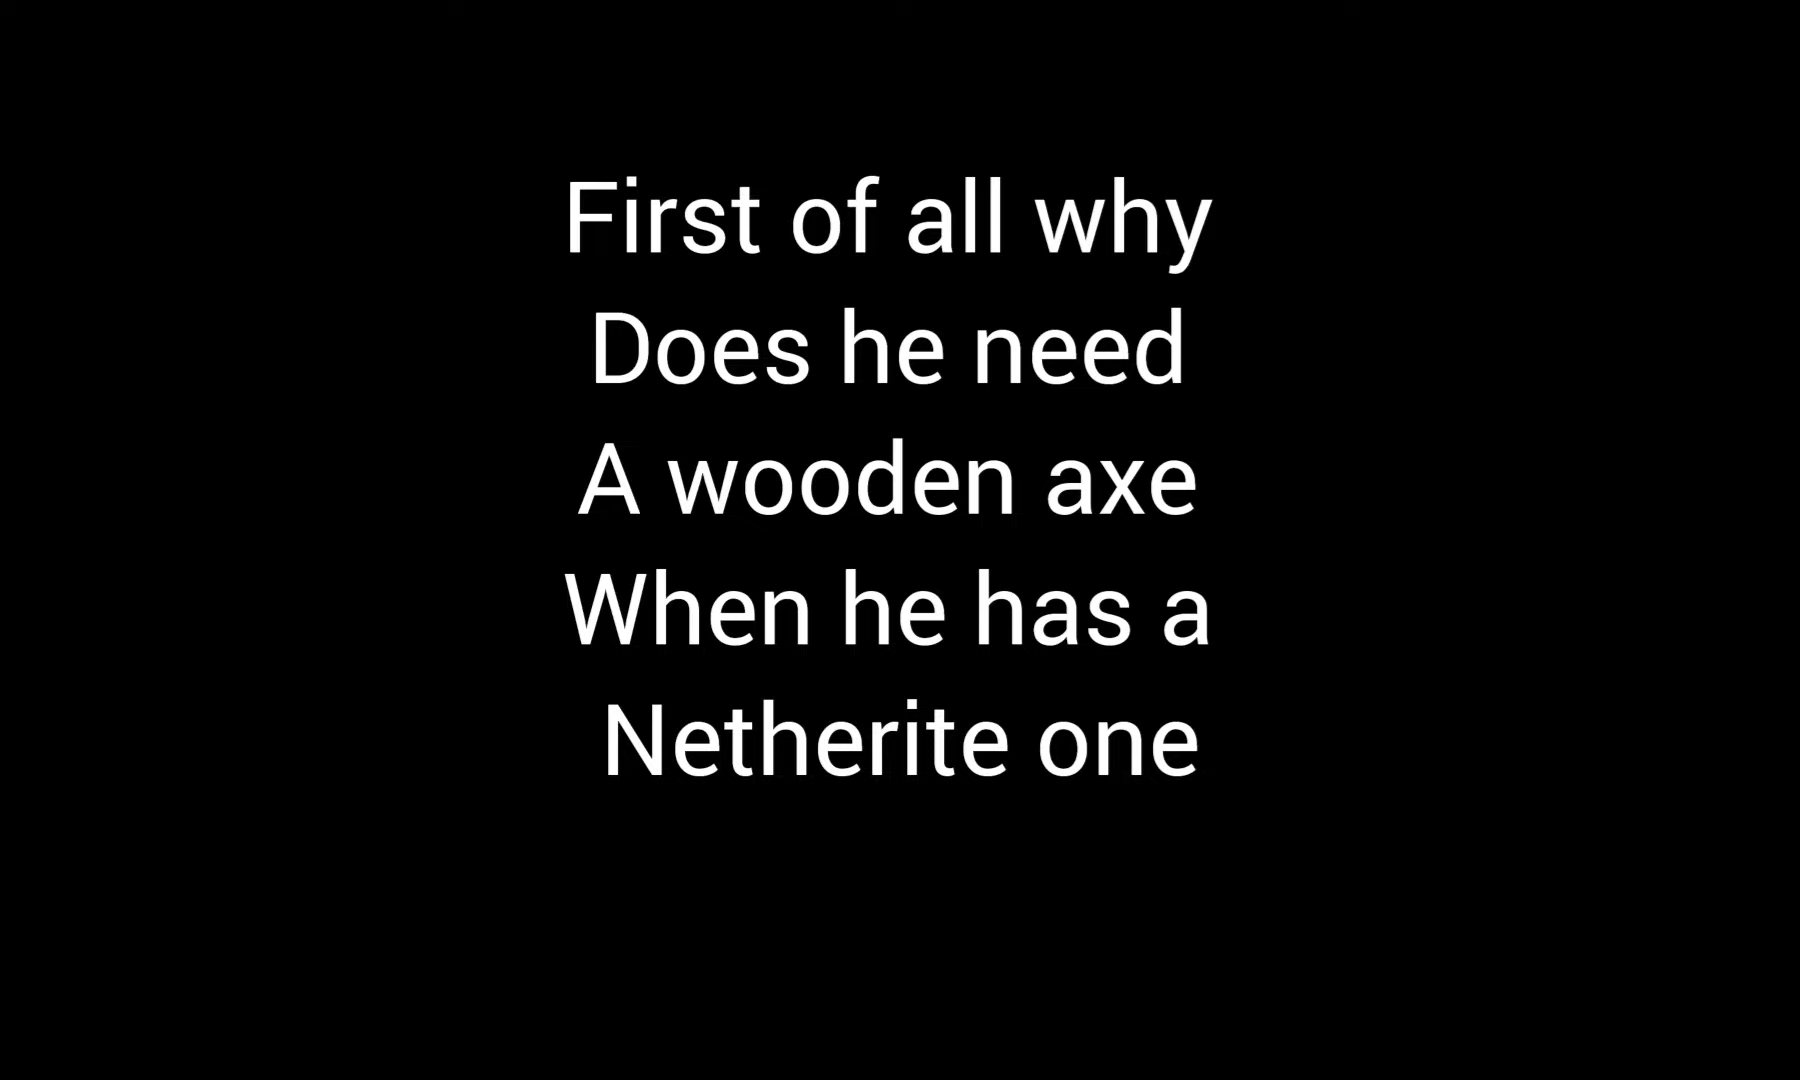 First of all why
Does he need
A wooden axe
When he has a
Netherite one